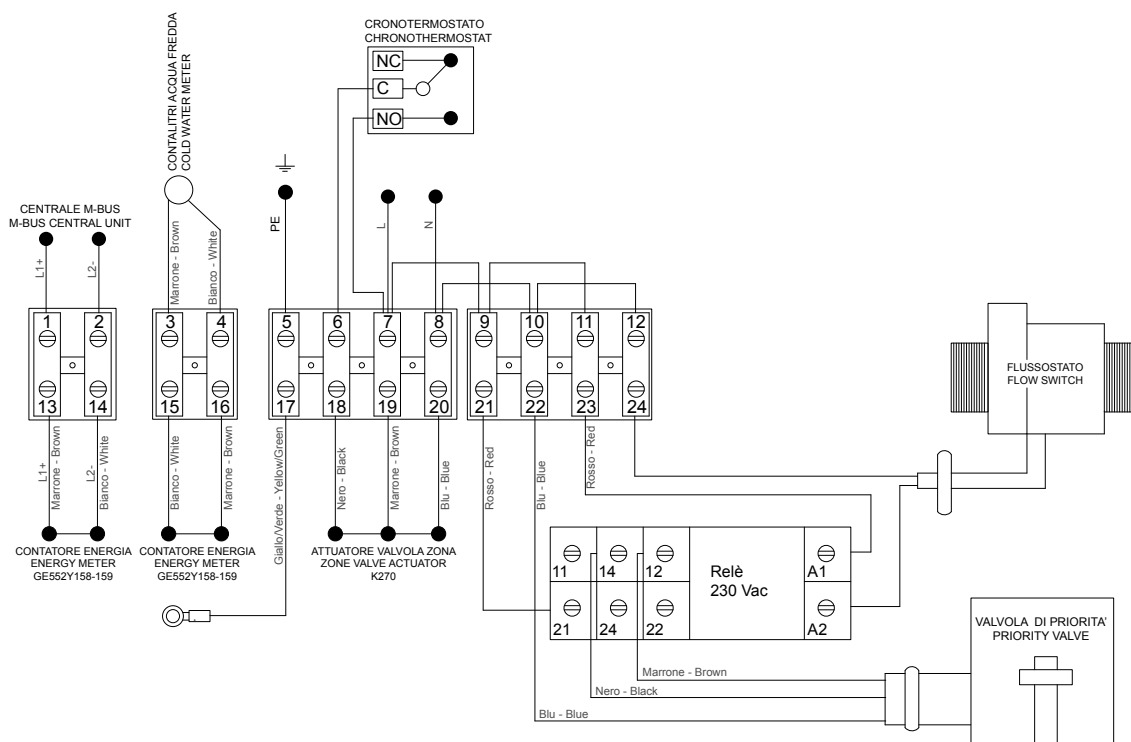 CRONOTERMOSTATO
CHRONOTHERMOSTAT
NC
C
NO
CONTALITRI ACQUA FREDDA
COLD WATER METER
CENTRALE M-BUS
M-BUS CENTRAL UNIT
L1+
L2-
Marrone - Brown
Bianco - White
PE
L
N
1
2
3
4
5
6
7
8
9
10
11
12
13
14
15
16
17
18
19
20
21
22
23
24
L1+
Marrone - Brown
L2-
Bianco - White
Bianco - White
Marrone - Brown
Giallo/Verde - Yellow/Green
Nero - Black
Marrone - Brown
Blu - Blue
Rosso - Red
Blu - Blue
Rosso - Red
CONTATORE ENERGIA
ENERGY METER
GE552Y158-159
CONTATORE ENERGIA
ENERGY METER
GE552Y158-159
ATTUATORE VALVOLA ZONA
ZONE VALVE ACTUATOR
K270
FLUSSOSTATO
FLOW SWITCH
11
14
12
Relè
230 Vac
A1
21
24
22
A2
Marrone - Brown
Nero - Black
Blu - Blue
VALVOLA DI PRIORITA'
PRIORITY VALVE